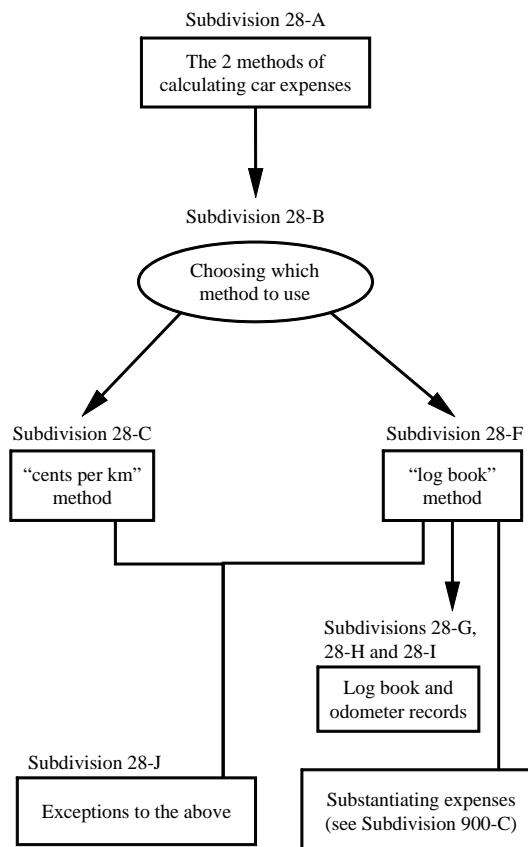 Subdivision 28-A
The 2 methods of
calculating car expenses
Subdivision 28-B
Choosing which
method to use
Subdivision 28-C
“cents per km”
method
Subdivision 28-F
“log book”
method
Subdivisions 28-G,
28-H and 28-I
Log book and
odometer records
Subdivision 28-J
Exceptions to the above
Substantiating expenses
(see Subdivision 900-C)